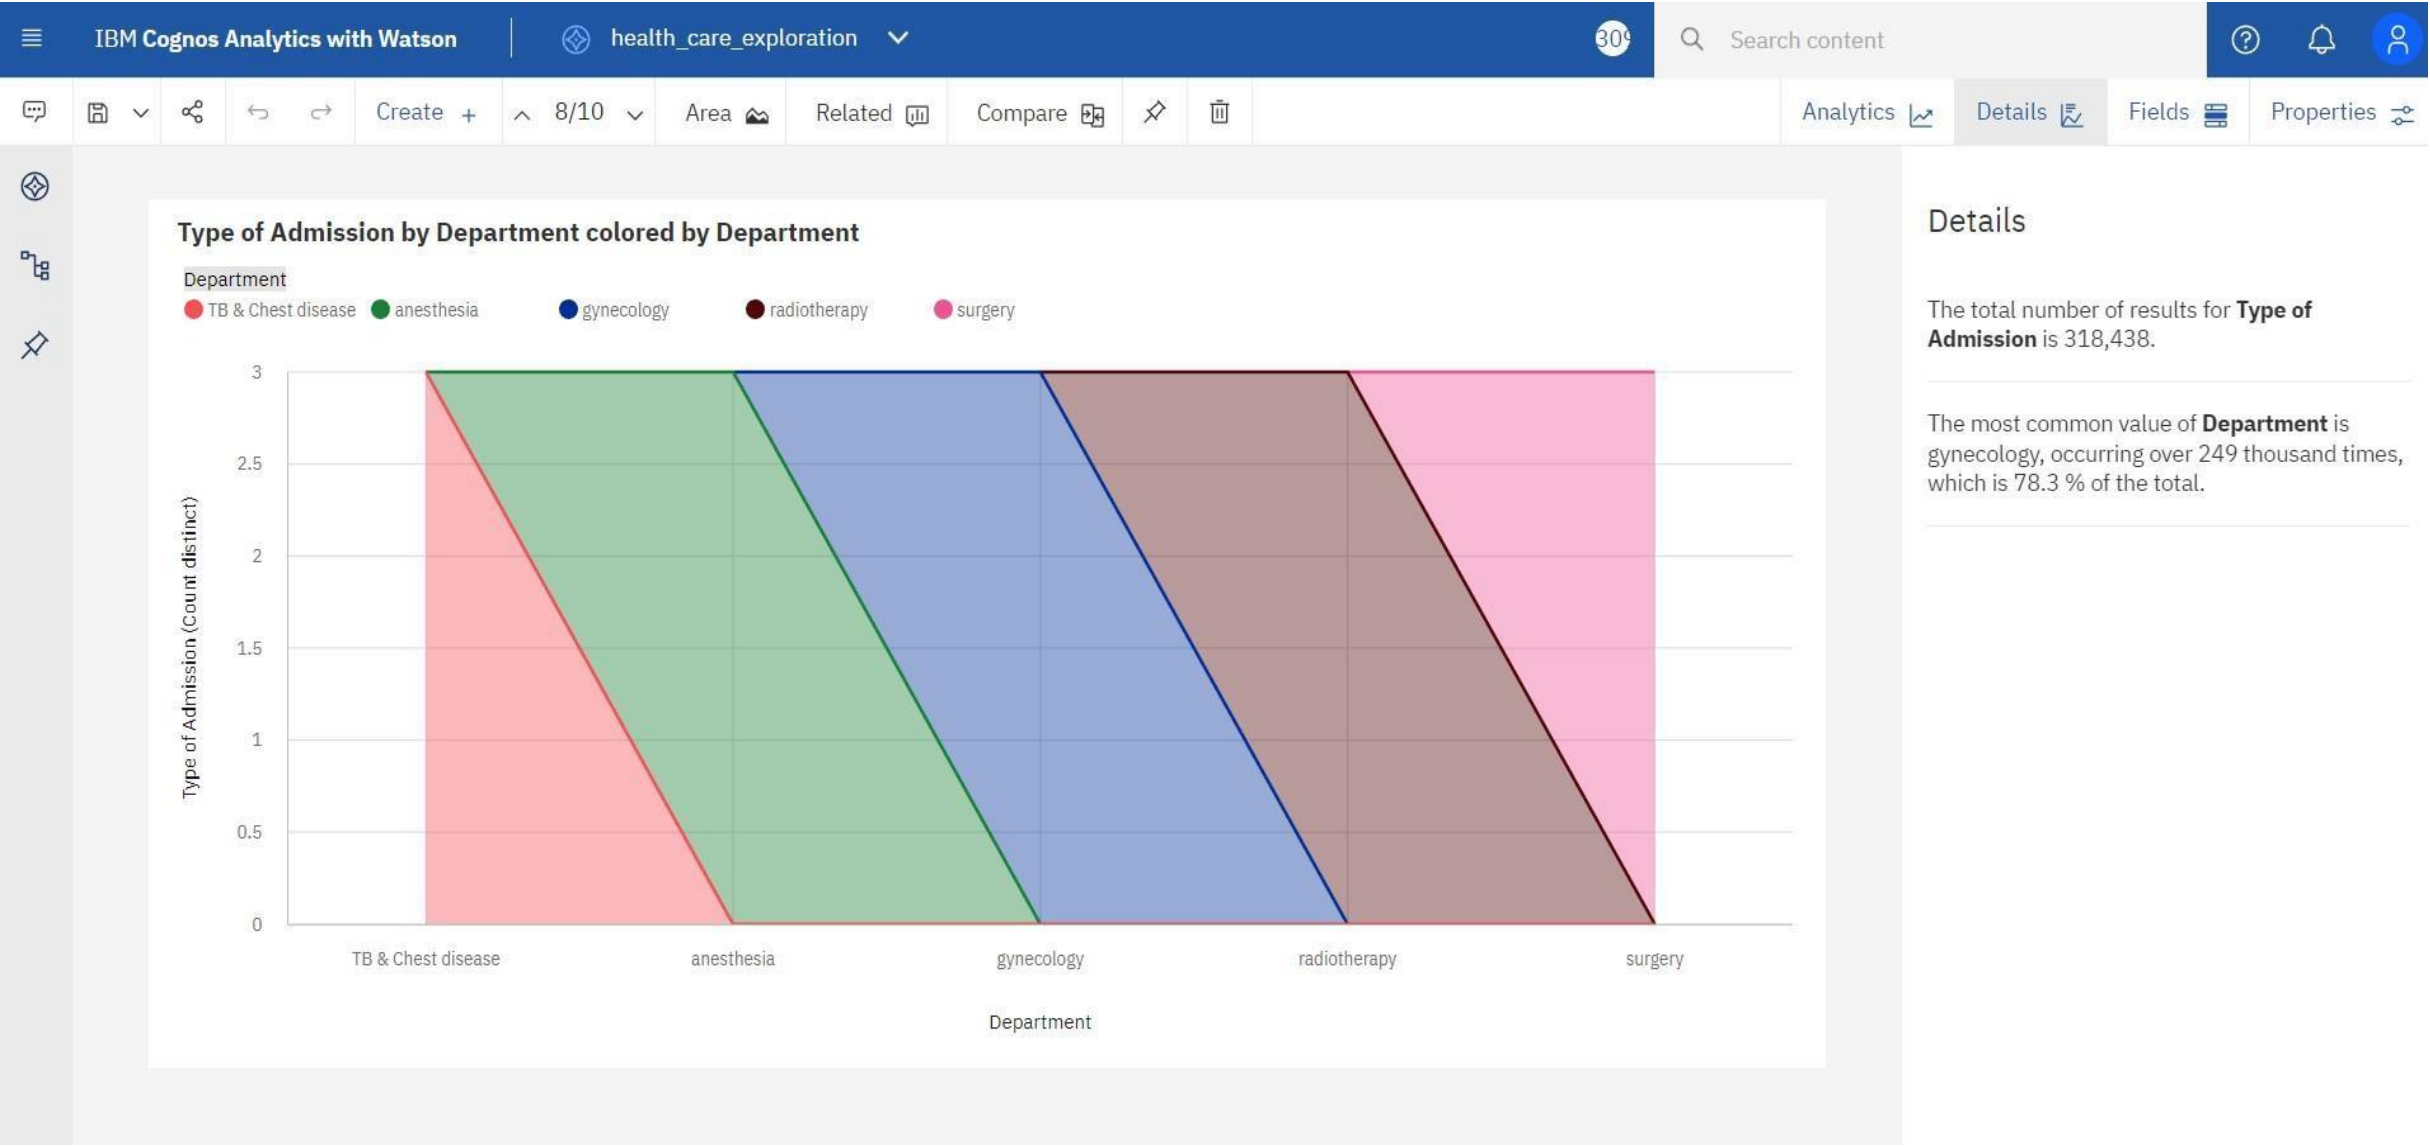 IBM Cognos Analytics with Watson
health_care_exploration
Search content
Create +
8/10
Area
Related
Compare
Analytics
Details
Fields
Properties
Type of Admission by Department colored by Department
Department
TB & Chest disease
anesthesia
gynecology
radiotherapy
surgery
Type of Admission (Count distinct)
3
2.5
2
1.5
1
0.5
0
TB & Chest disease
anesthesia
gynecology
radiotherapy
surgery
Department
Details
The total number of results for Type of
Admission is 318,438.
The most common value of Department is
gynecology, occurring over 249 thousand times,
which is 78.3 % of the total.